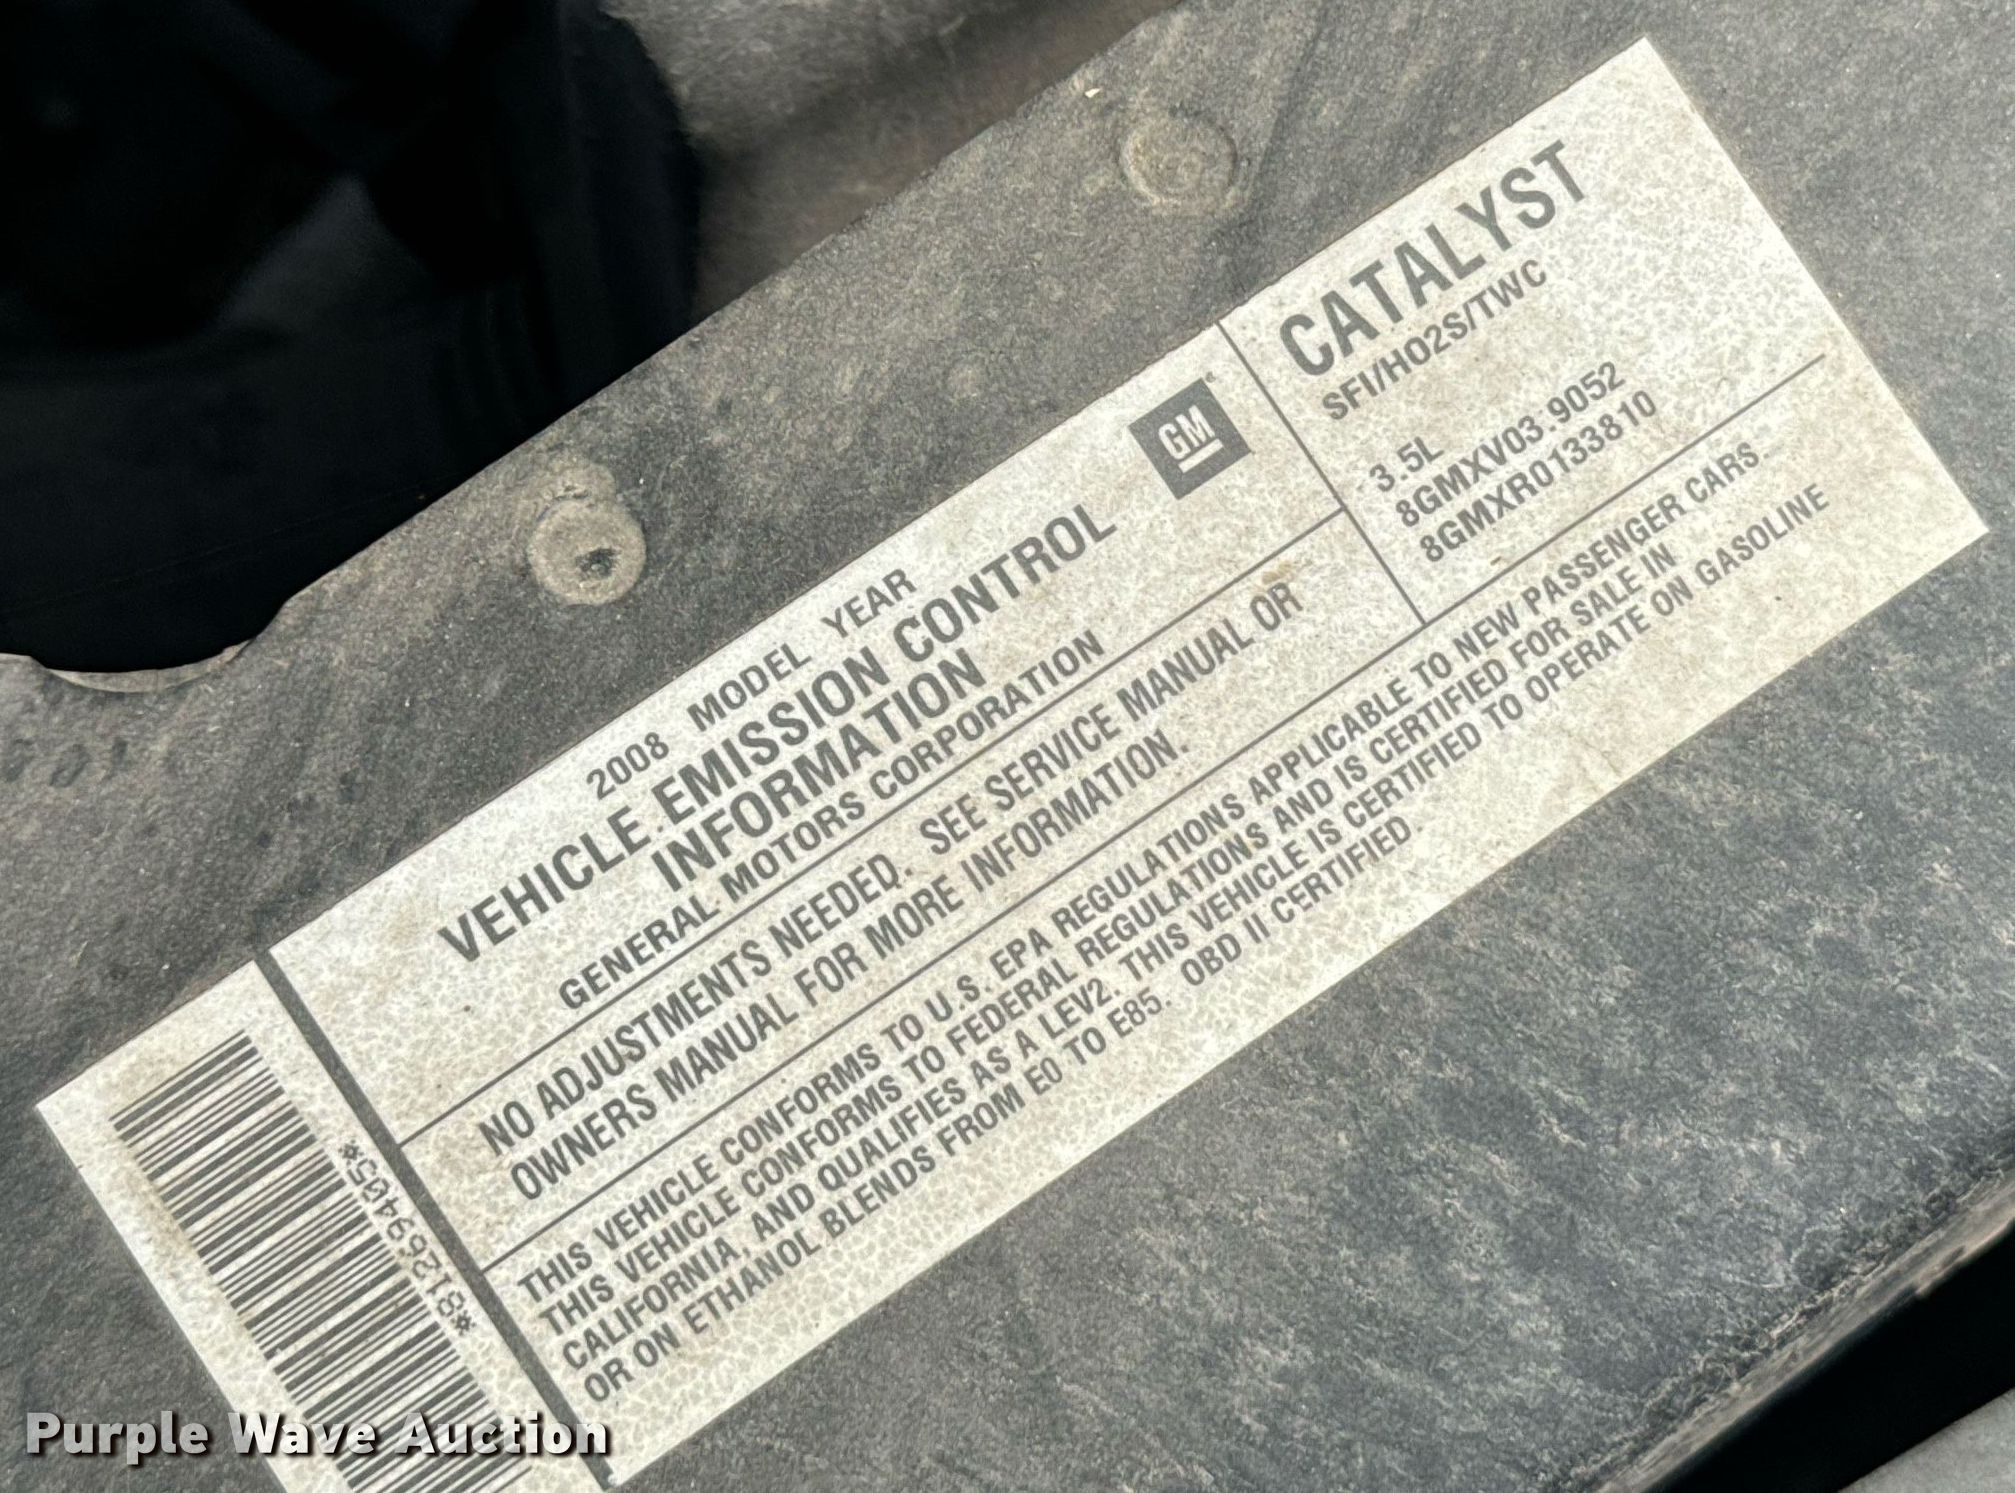 CATALYST
SFI/HO2S/TWC
3.5L
8GMXV03.9052
8GMXR0133810
GM
2008 MODEL YEAR
VEHICLE EMISSION CONTROL
INFORMATION
GENERAL MOTORS CORPORATION
NO ADJUSTMENTS NEEDED. SEE SERVICE MANUAL OR
OWNERS MANUAL FOR MORE INFORMATION.
THIS VEHICLE CONFORMS TO U.S. EPA REGULATIONS APPLICABLE TO NEW PASSENGER CARS.
THIS VEHICLE CONFORMS TO FEDERAL REGULATIONS AND IS CERTIFIED FOR SALE IN
CALIFORNIA, AND QUALIFIES AS A LEV2. THIS VEHICLE IS CERTIFIED TO OPERATE ON GASOLINE
OR ON ETHANOL BLENDS FROM E0 TO E85. OBD II CERTIFIED.
*81269405*
Purple Wave Auction